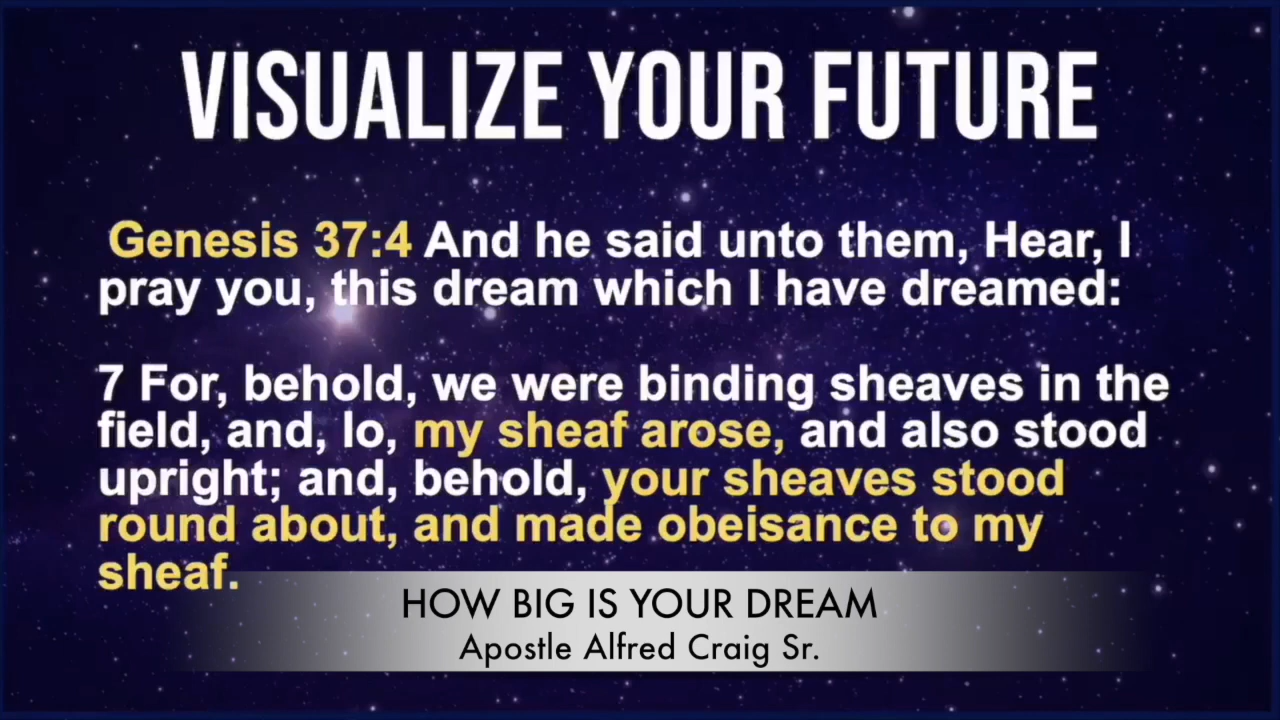 VISUALIZE YOUR FUTURE
Genesis 37:4 And he said unto them, Hear, I
pray you, this dream which I have dreamed:
7 For, behold, we were binding sheaves in the
field, and, lo, my sheaf arose, and also stood
upright; and, behold, your sheaves stood
round about, and made obeisance to my
sheaf.
HOW BIG IS YOUR DREAM
Apostle Alfred Craig Sr.